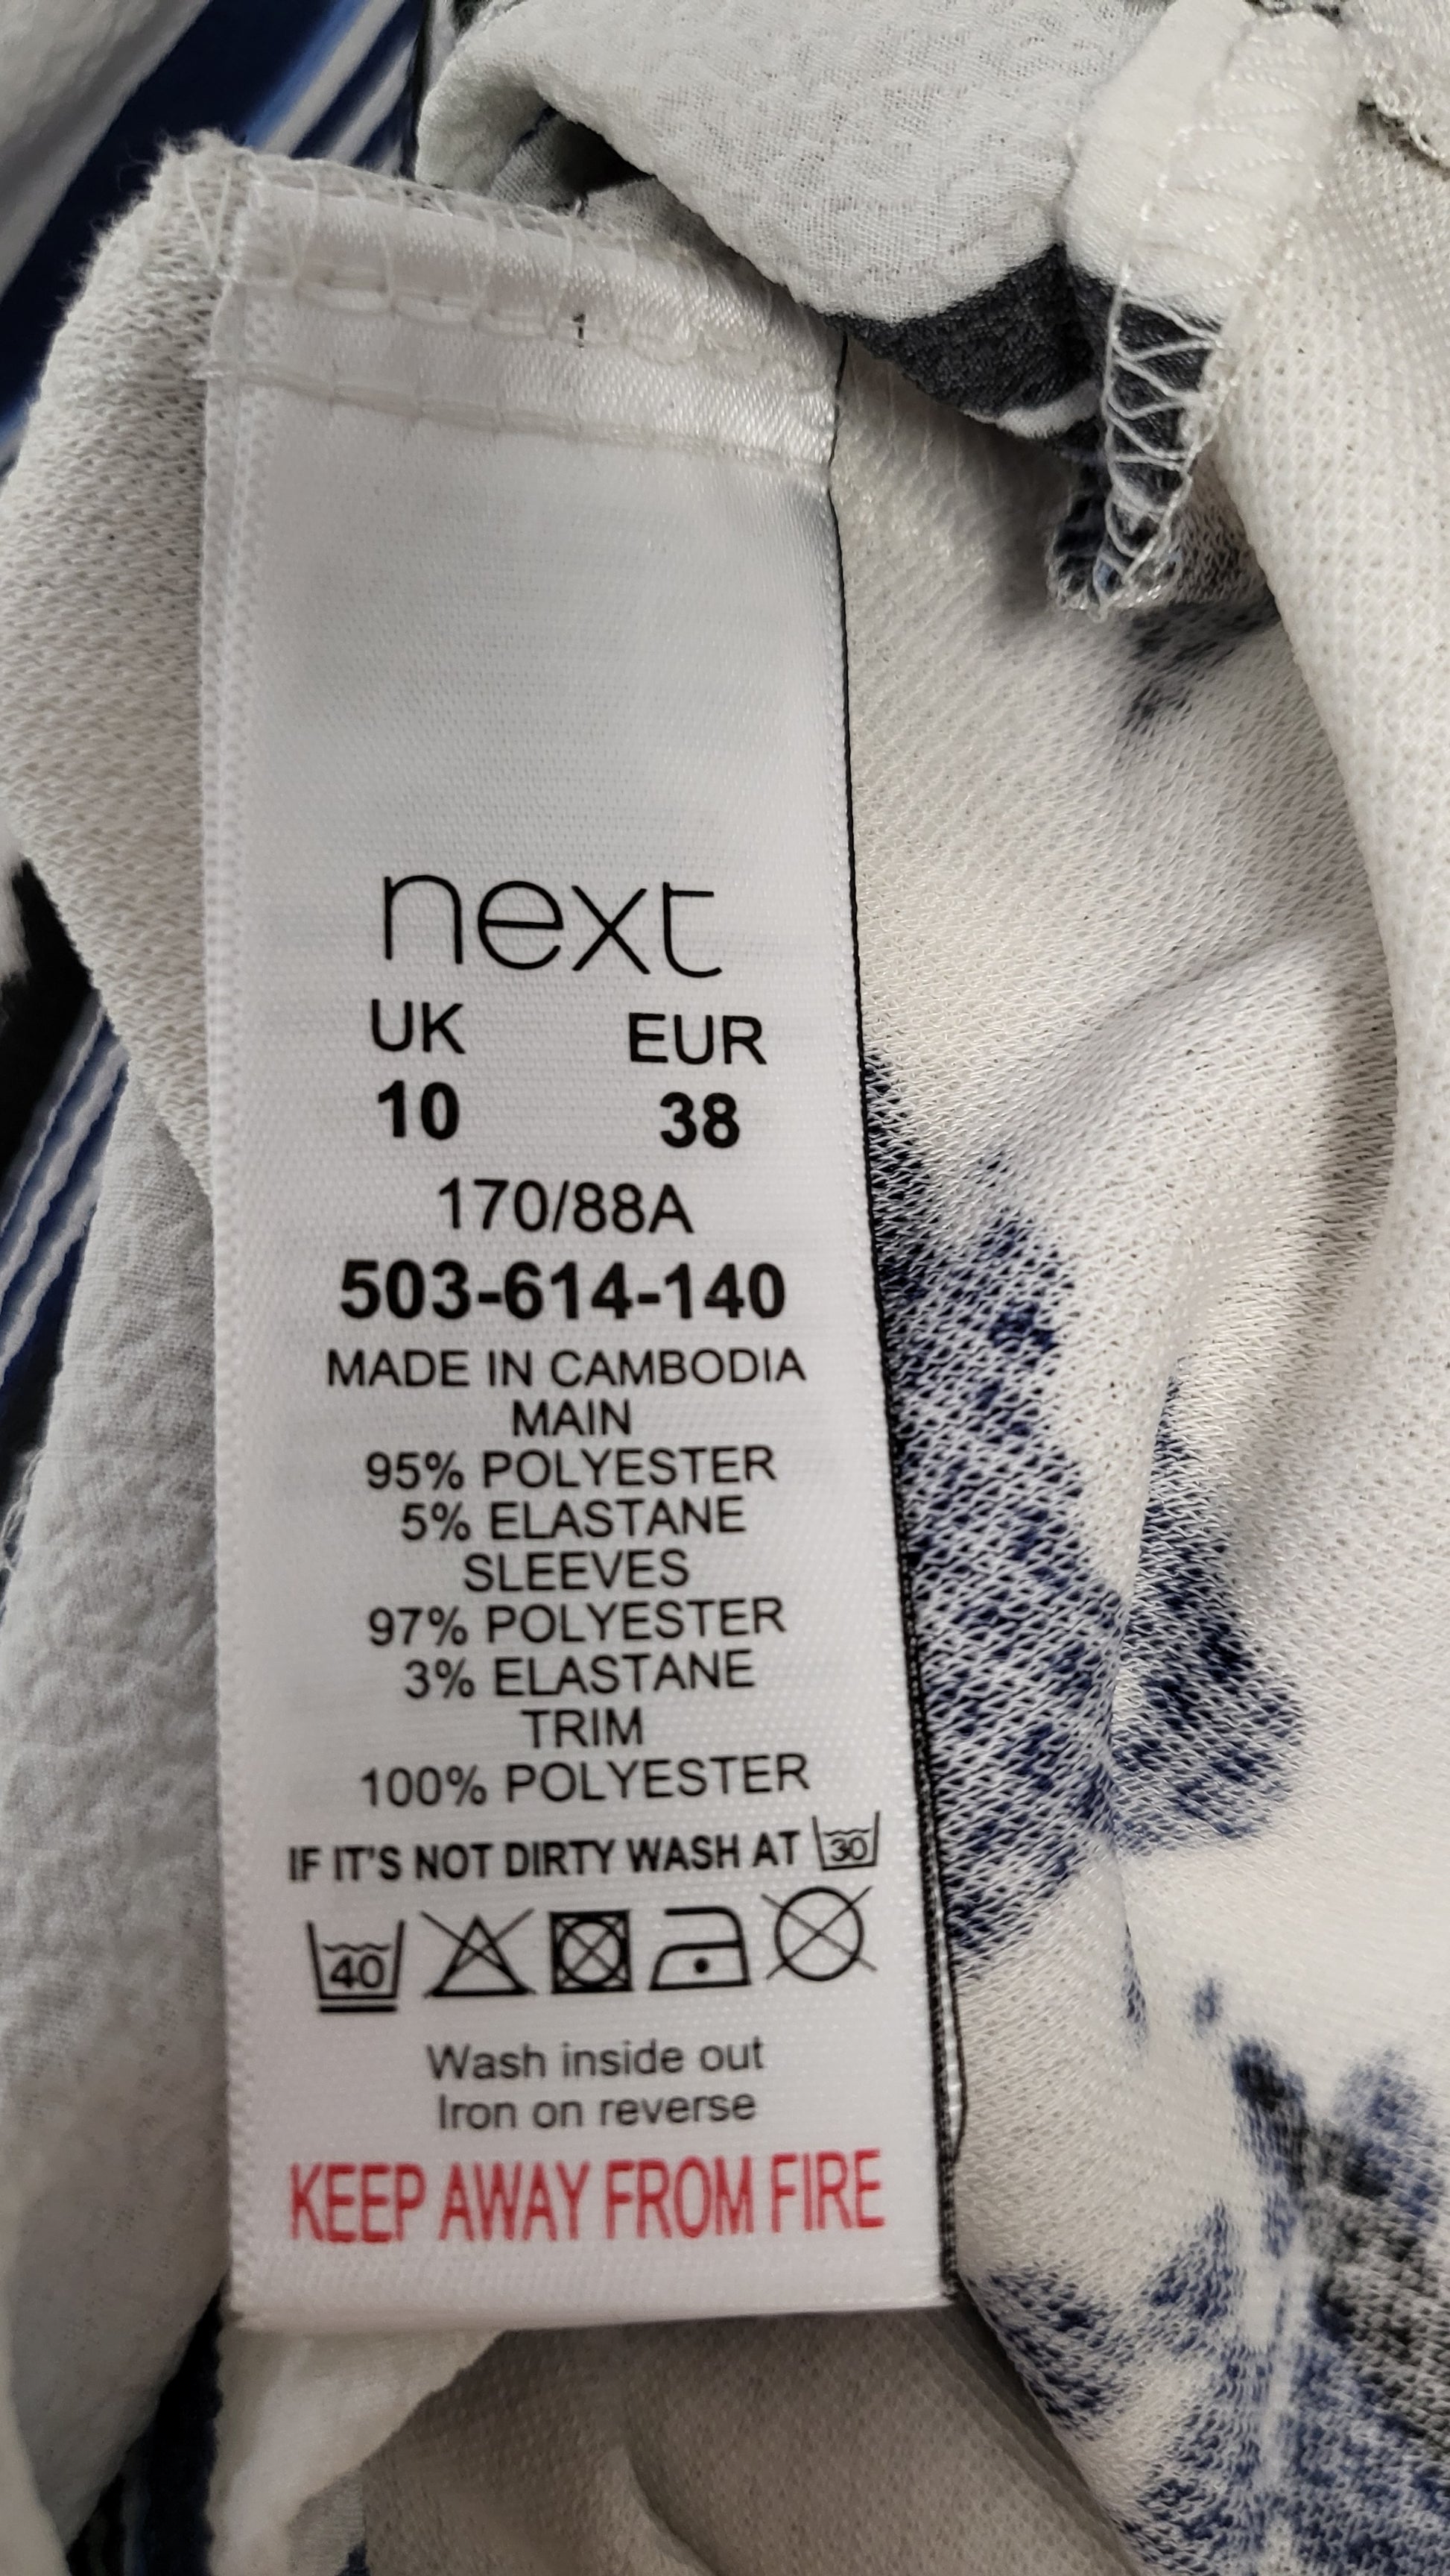 1
next
UK EUR
10 38
170/88A
503-614-140
MADE IN CAMBODIA
MAIN
95% POLYESTER
5% ELASTANE
SLEEVES
97% POLYESTER
3% ELASTANE
TRIM
100% POLYESTER
IF IT'S NOT DIRTY WASH AT 30
40
Wash inside out
Iron on reverse
KEEP AWAY FROM FIRE